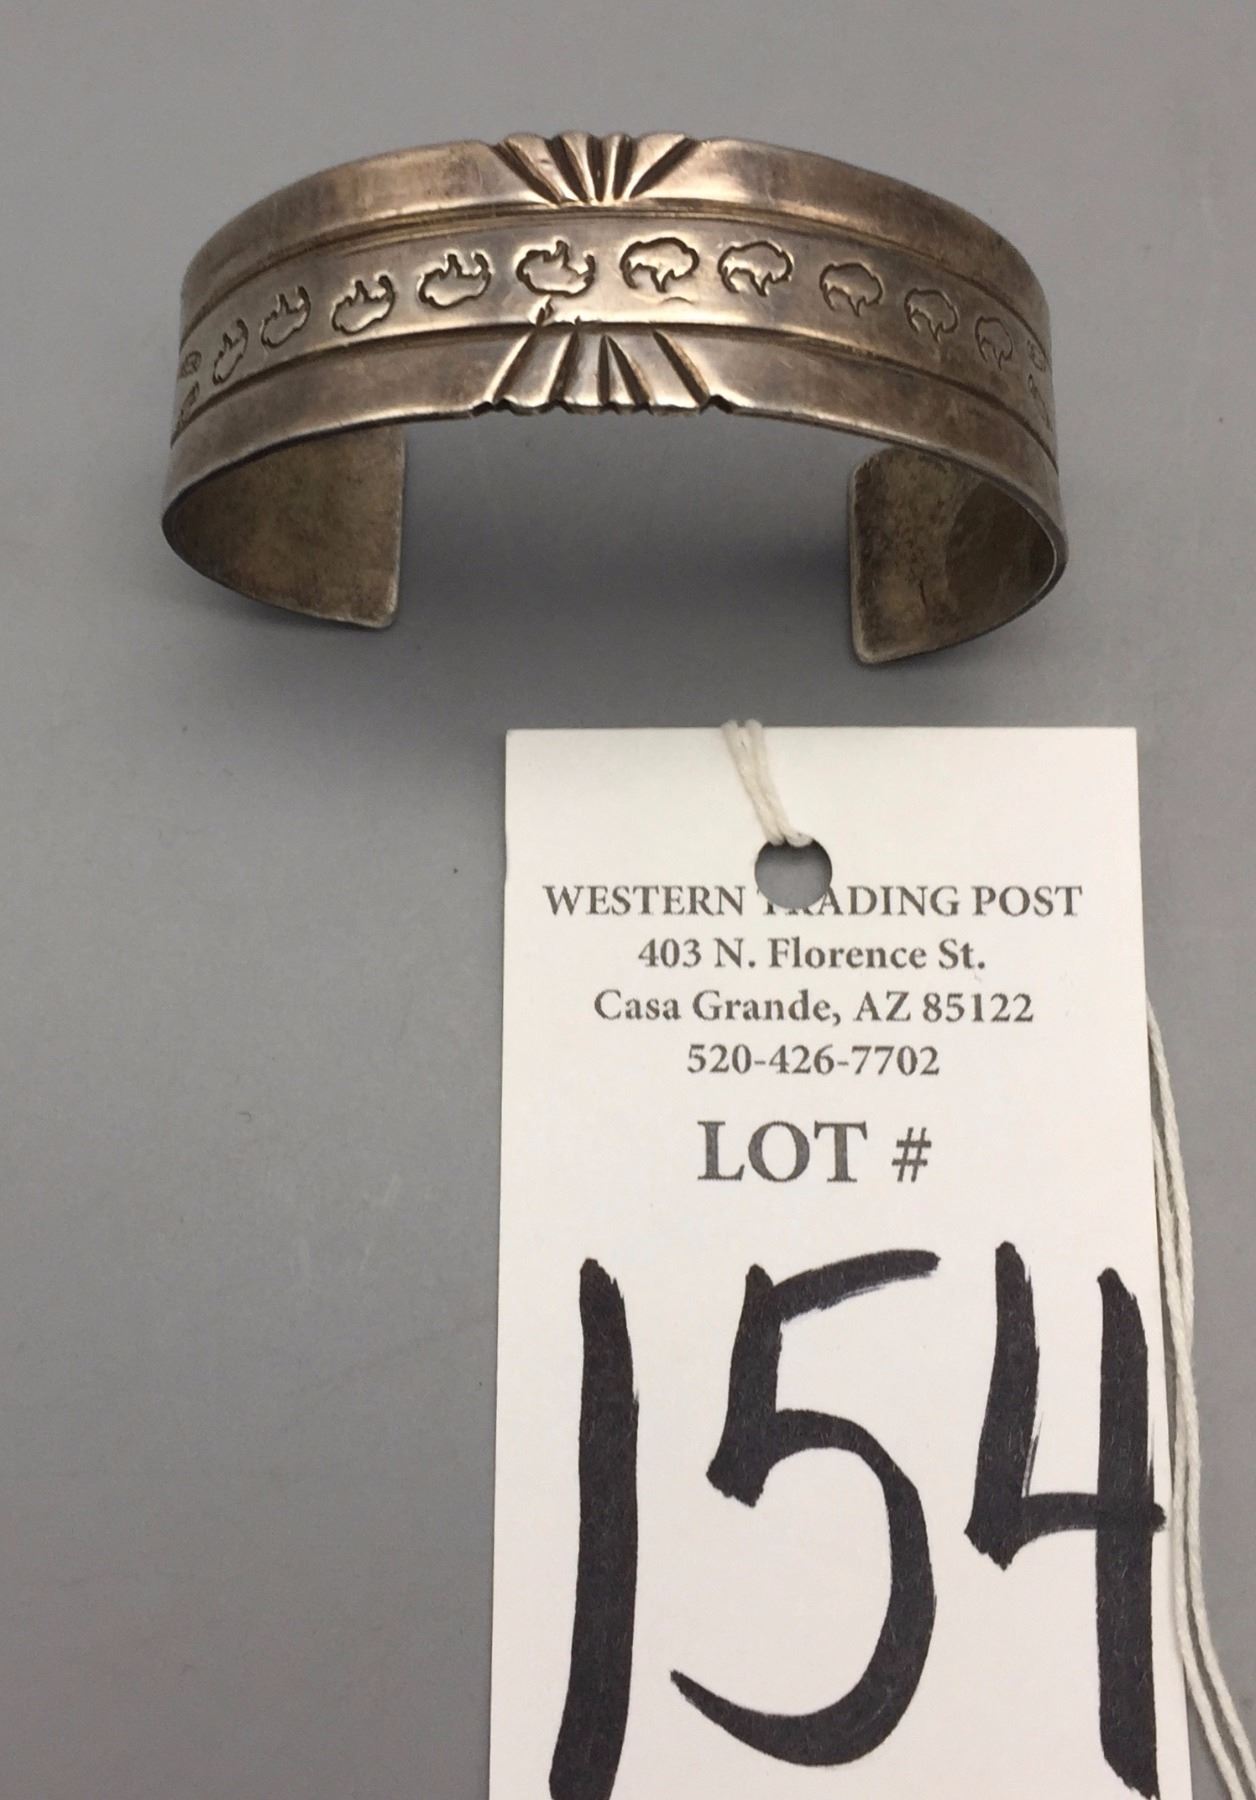 WESTERN TRADING POST
403 N. Florence St.
Casa Grande, AZ 85122
520-426-7702
LOT #
154